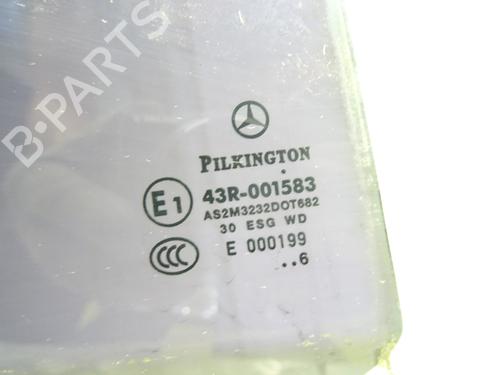 B-PARTS
PILKINGTON
E1 43R-001583
AS2M3232DOT682
30 ESG WD
CCC E 000199
..6